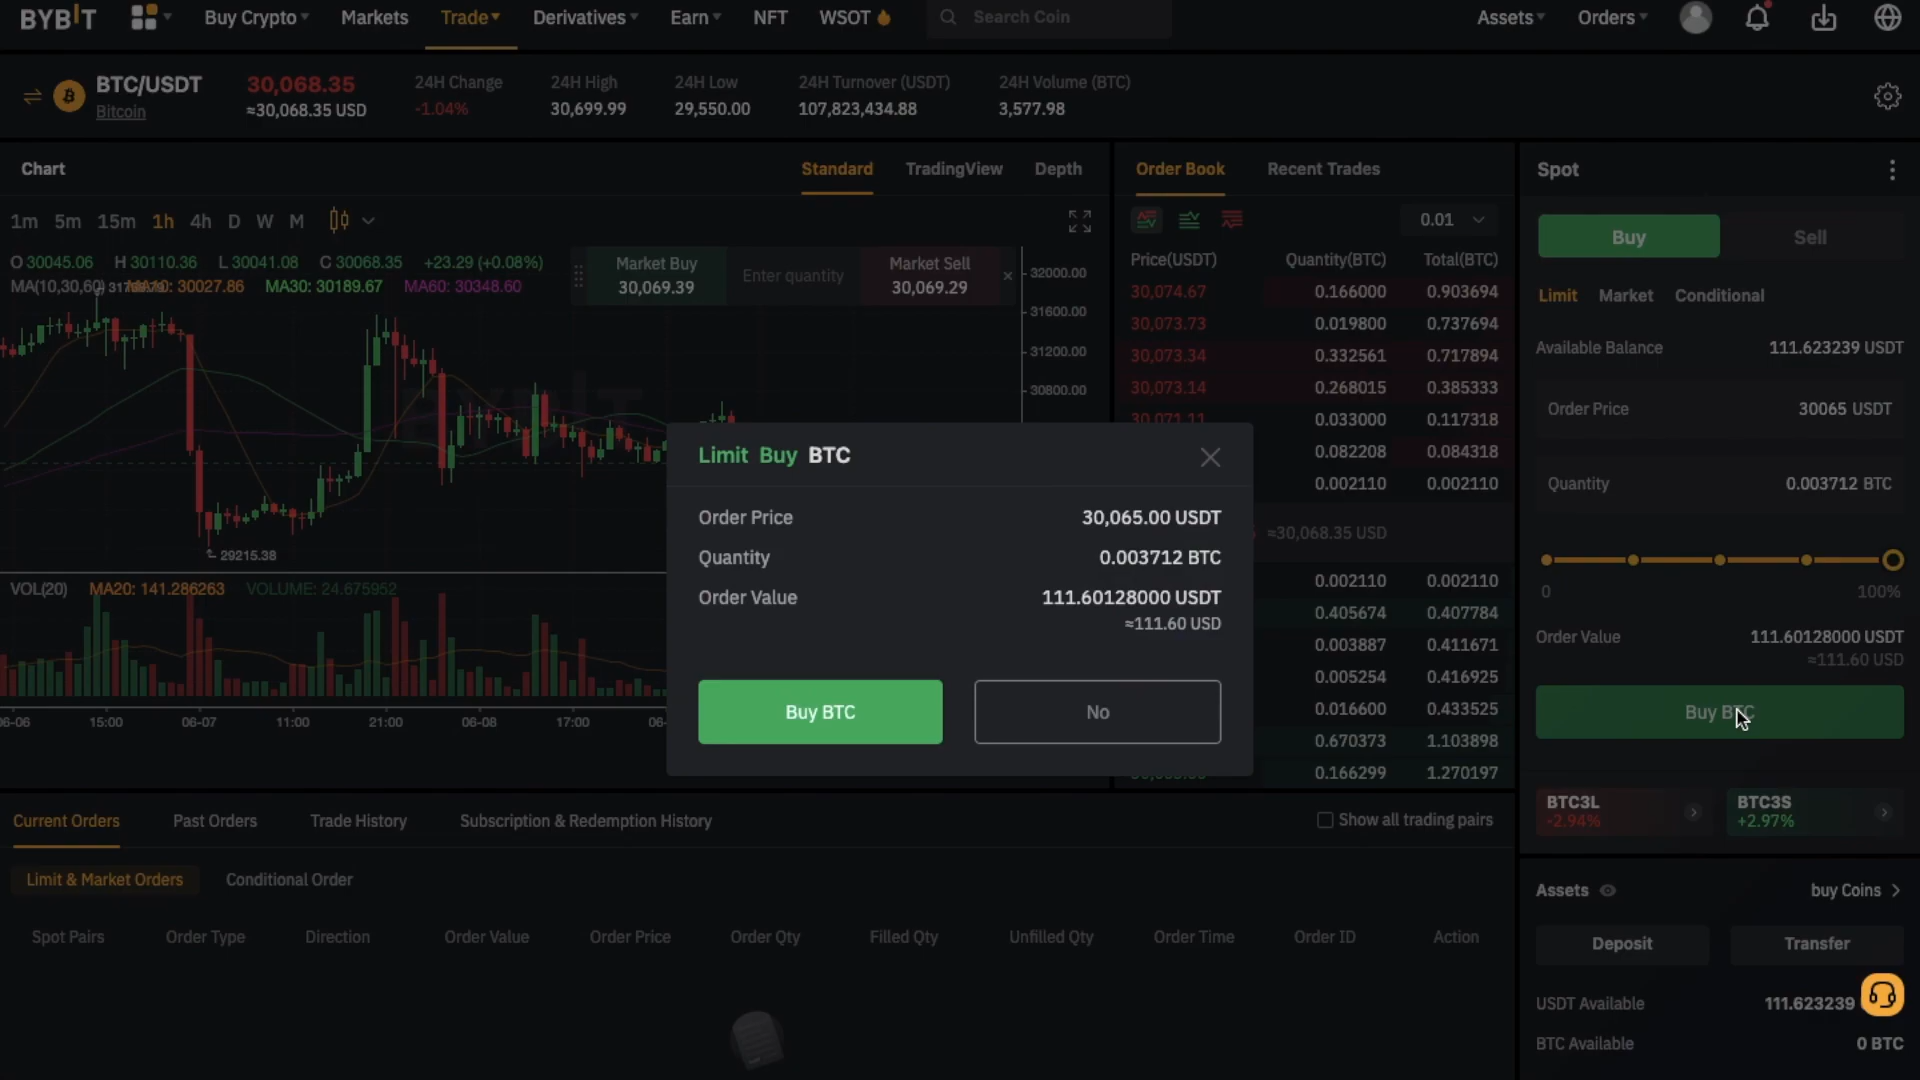 BYBIT
Buy Crypto Markets Trade Derivatives Earn NFT WSOT Search Coin Assets Orders
BTC/USDT
Bitcoin
30,068.35
≈30,068.35 USD
24H Change
-1.04%
24H High
30,699.99
24H Low
29,550.00
24H Turnover (USDT)
107,823,434.88
24H Volume (BTC)
3,577.98
Chart Standard TradingView Depth
1m 5m 15m 1h 4h D W M
O 30045.06 H 30110.36 L 30041.08 C 30068.35 +23.29 (+0.08%)
MA(10,30,60) 30027.86 MA30: 30189.67 MA60: 30348.60
Market Buy
30,069.39
Enter quantity
Market Sell
30,069.29
×
32000.00
31600.00
31200.00
30800.00
29215.38
VOL(20) MA20: 141.286263 VOLUME: 24.675952
15:00 06-07 11:00 21:00 06-08 17:00
Order Book Recent Trades
0.01
Price(USDT) Quantity(BTC) Total(BTC)
30,074.67 0.166000 0.903694
30,073.73 0.019800 0.737694
30,073.34 0.332561 0.717894
30,073.14 0.268015 0.385333
30,071.11 0.033000 0.117318
0.082208 0.084318
0.002110 0.002110
≈30,068.35 USD
0.002110 0.002110
0.405674 0.407784
0.003887 0.411671
0.005254 0.416925
0.016600 0.433525
0.670373 1.103898
0.166299 1.270197
Limit Buy BTC
Order Price 30,065.00 USDT
Quantity 0.003712 BTC
Order Value 111.60128000 USDT
≈111.60 USD
Buy BTC No
Spot
Buy Sell
Limit Market Conditional
Available Balance 111.623239 USDT
Order Price 30065 USDT
Quantity 0.003712 BTC
0 100%
Order Value 111.60128000 USDT
≈111.60 USD
Buy BTC
BTC3L
-2.94%
BTC3S
+2.97%
Current Orders Past Orders Trade History Subscription & Redemption History Show all trading pairs
Limit & Market Orders Conditional Order
Spot Pairs Order Type Direction Order Value Order Price Order Qty Filled Qty Unfilled Qty Order Time Order ID Action
Assets buy Coins
Deposit Transfer
USDT Available 111.623239
BTC Available 0 BTC